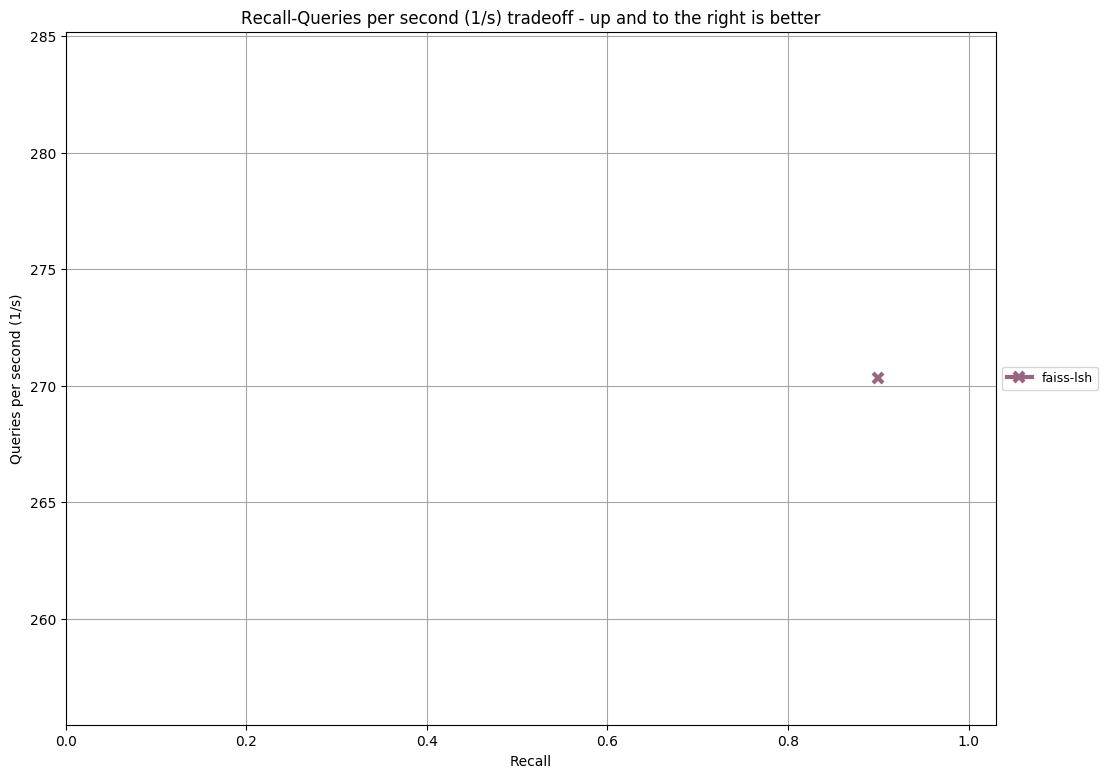 Recall-Queries per second (1/s) tradeoff - up and to the right is better
285
280
275
270
265
260
Queries per second (1/s)
faiss-lsh
0.0 0.2 0.4 0.6 0.8 1.0
Recall